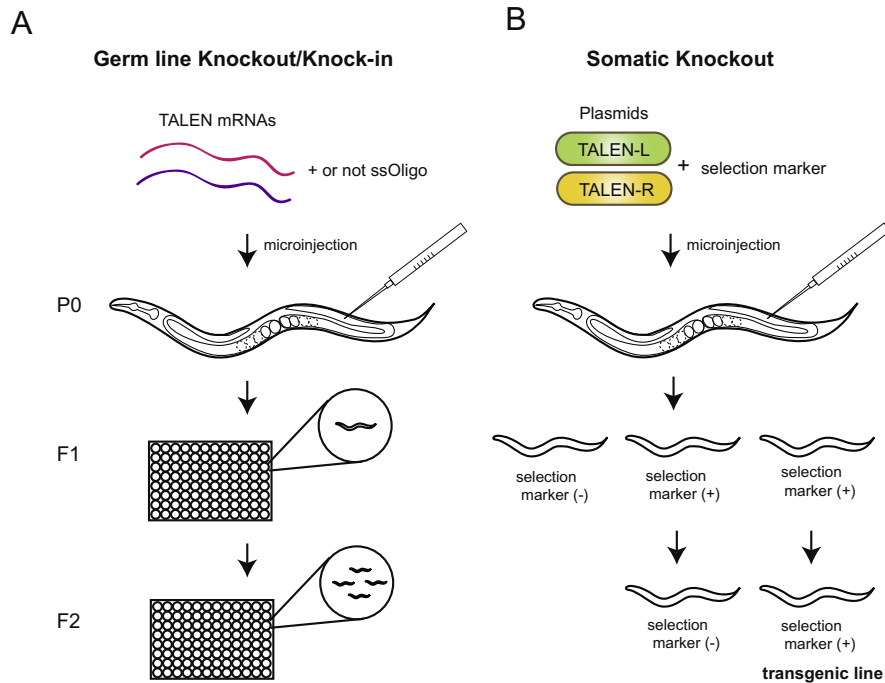 A
Germ line Knockout/Knock-in
TALEN mRNAs
+ or not ssOligo
microinjection
P0
F1
F2
B
Somatic Knockout
Plasmids
TALEN-L
TALEN-R
+ selection marker
microinjection
selection
marker (-)
selection
marker (+)
selection
marker (+)
selection
marker (-)
selection
marker (+)
transgenic line